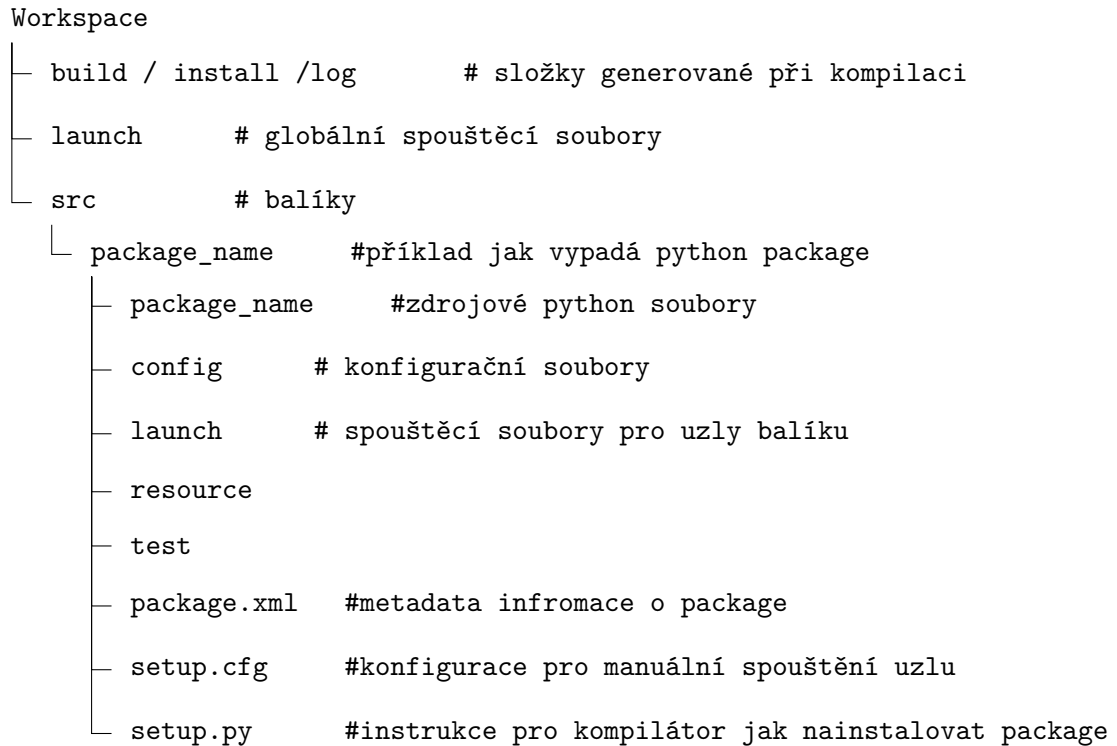 Workspace
build / install /log # složky generované při kompilaci
launch # globální spouštěcí soubory
src # balíky
package_name #příklad jak vypadá python package
package_name #zdrojové python soubory
config # konfigurační soubory
launch # spouštěcí soubory pro uzly balíku
resource
test
package.xml #metadata infromace o package
setup.cfg #konfigurace pro manuální spouštění uzlu
setup.py #instrukce pro kompilátor jak nainstalovat package